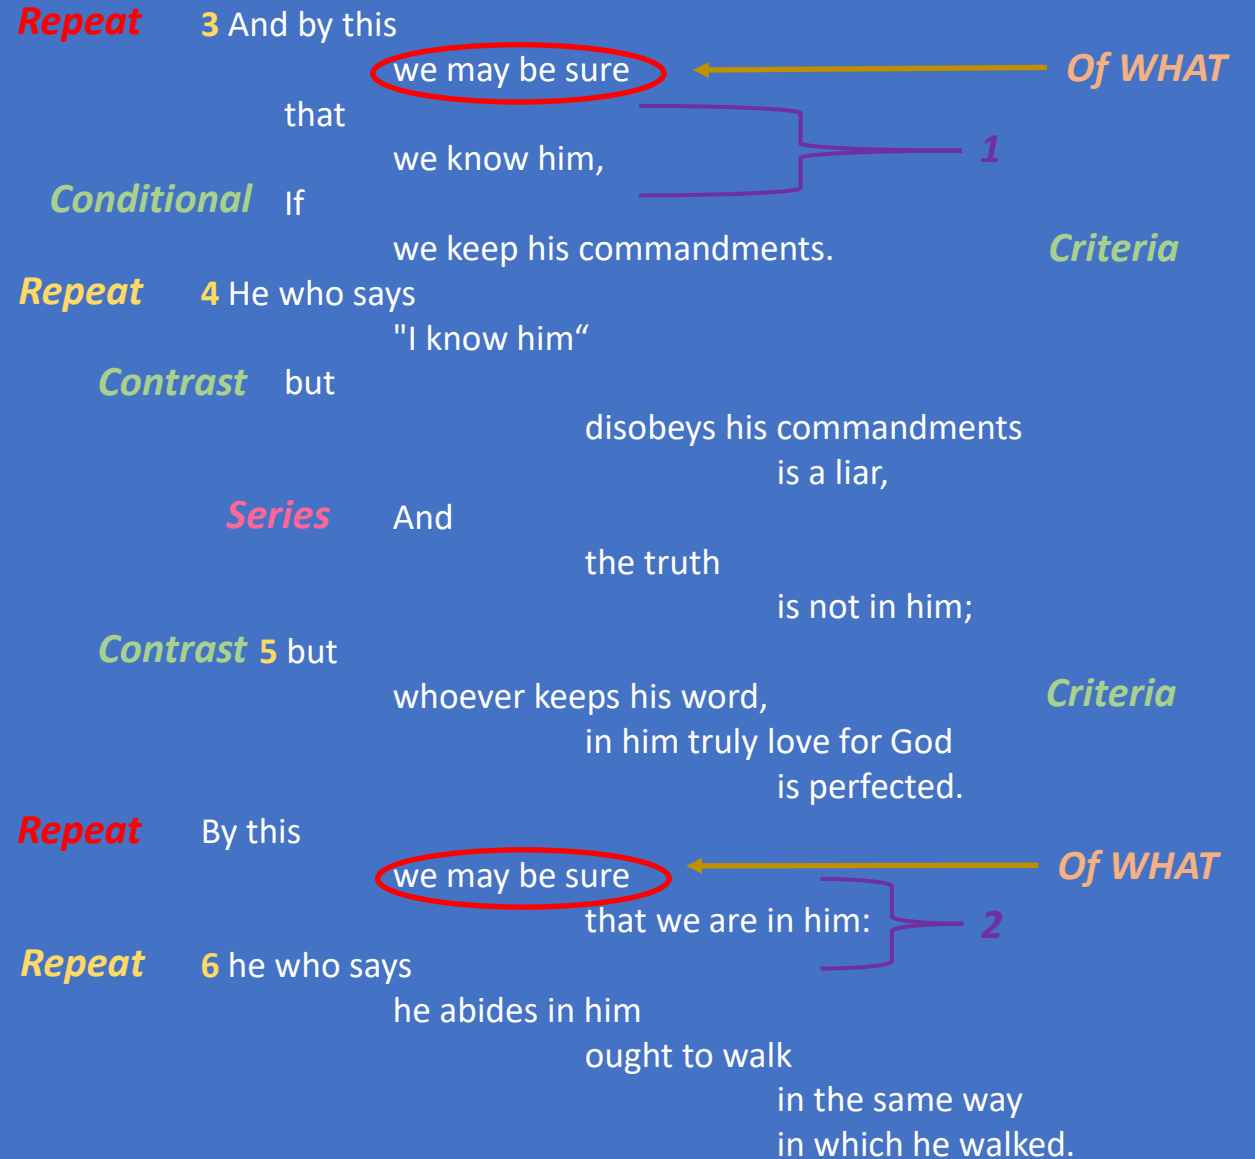 Repeat 3 And by this
we may be sure Of WHAT
that
we know him, 1
Conditional If
we keep his commandments. Criteria
Repeat 4 He who says
"I know him“
Contrast but
disobeys his commandments
is a liar,
Series And
the truth
is not in him;
Contrast 5 but
whoever keeps his word, Criteria
in him truly love for God
is perfected.
Repeat By this
we may be sure Of WHAT
that we are in him: 2
Repeat 6 he who says
he abides in him
ought to walk
in the same way
in which he walked.